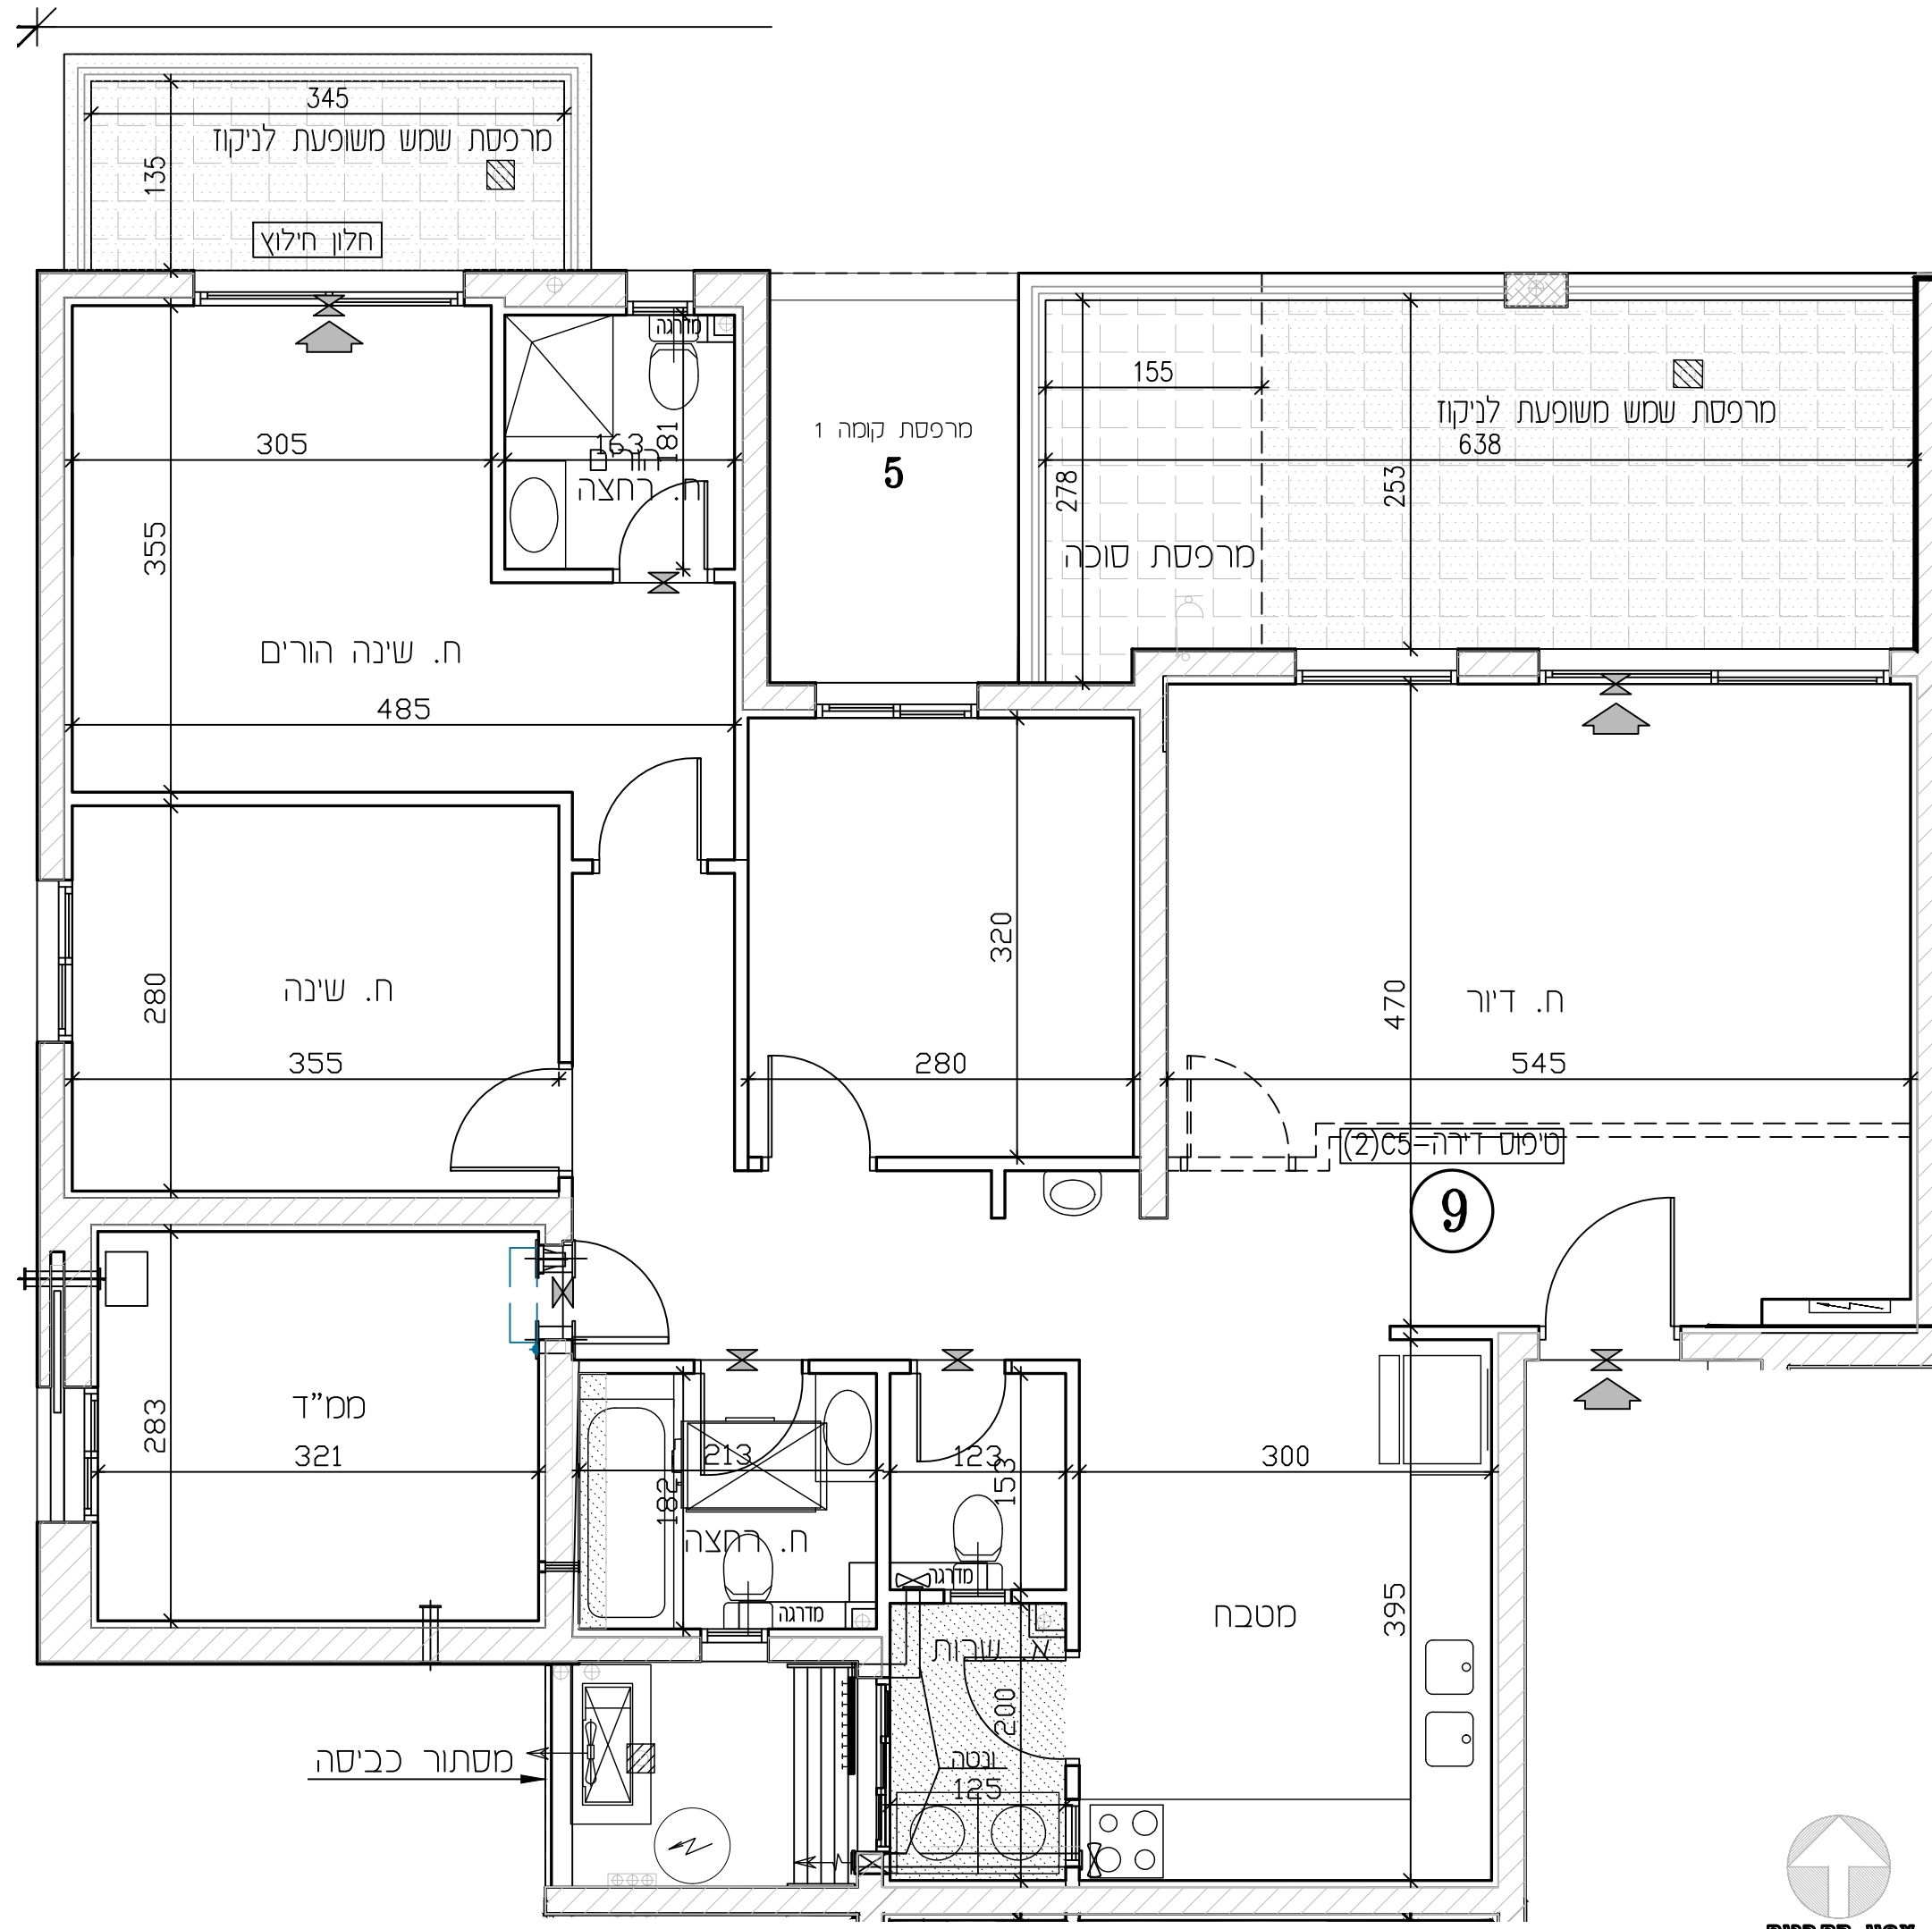 345
מרפסת שמש משופעת לניקוז
135
חלון חילוץ
מדרגה
155
מרפסת שמש משופעת לניקוז
638
278
253
מרפסת קומה 1
5
305
163
181
הורים
ח. רחצה
מרפסת סוכה
355
ח. שינה הורים
485
320
280
ח. שינה
355
280
470
ח. דיור
545
טיפוס דירה-C5(2)
9
ממ"ד
283
321
213
182
ח. רחצה
מדרגה
123
153
מדרגה
300
מטבח
395
א. שרות
200
ונטה
125
מסתור כביסה